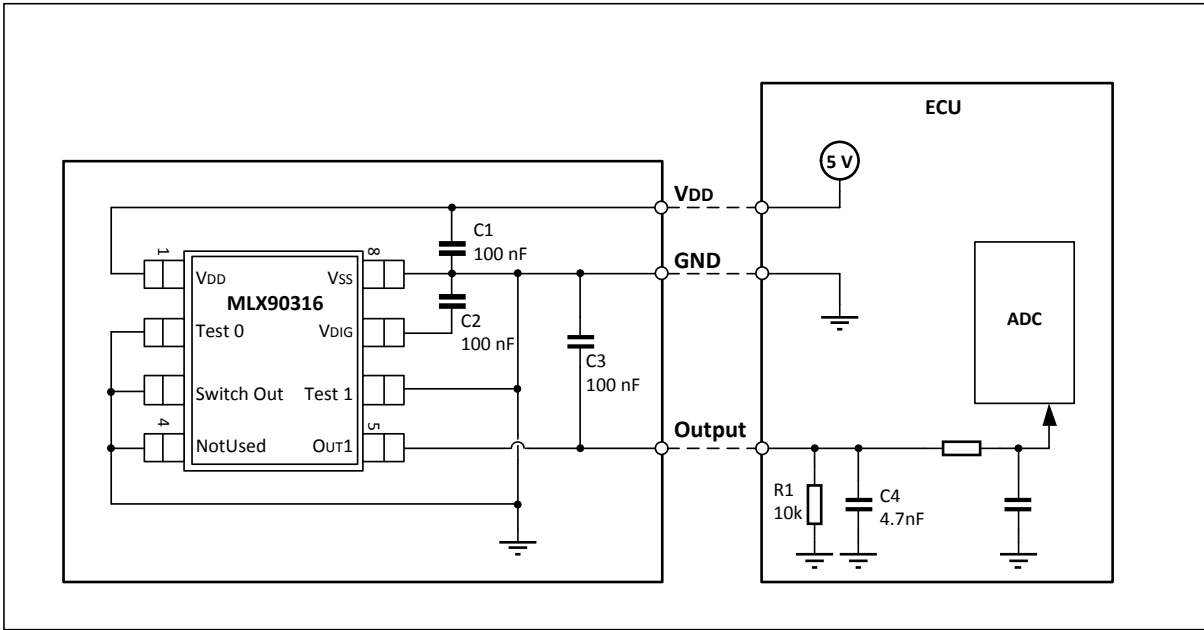 ECU
5 V
VDD
C1
100 nF
1
8
VDD
VSS
GND
MLX90316
C2
100 nF
Test 0
VDIG
ADC
C3
100 nF
Switch Out
Test 1
4
5
NotUsed
OUT1
Output
R1
10k
C4
4.7nF